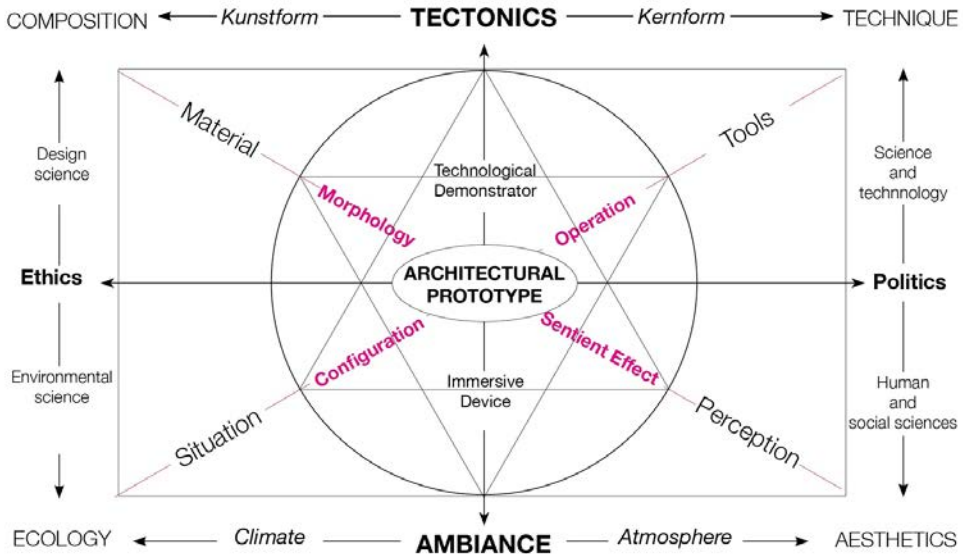 COMPOSITION
Kunstform
TECTONICS
Kernform
TECHNIQUE
Material
Tools
Design
science
Technological
Demonstrator
Science
and
technnology
Morphology
Operation
Ethics
ARCHITECTURAL
PROTOTYPE
Politics
Configuration
Sentient Effect
Environmental
science
Immersive
Device
Human
and
social sciences
Situation
Perception
ECOLOGY
Climate
AMBIANCE
Atmosphere
AESTHETICS